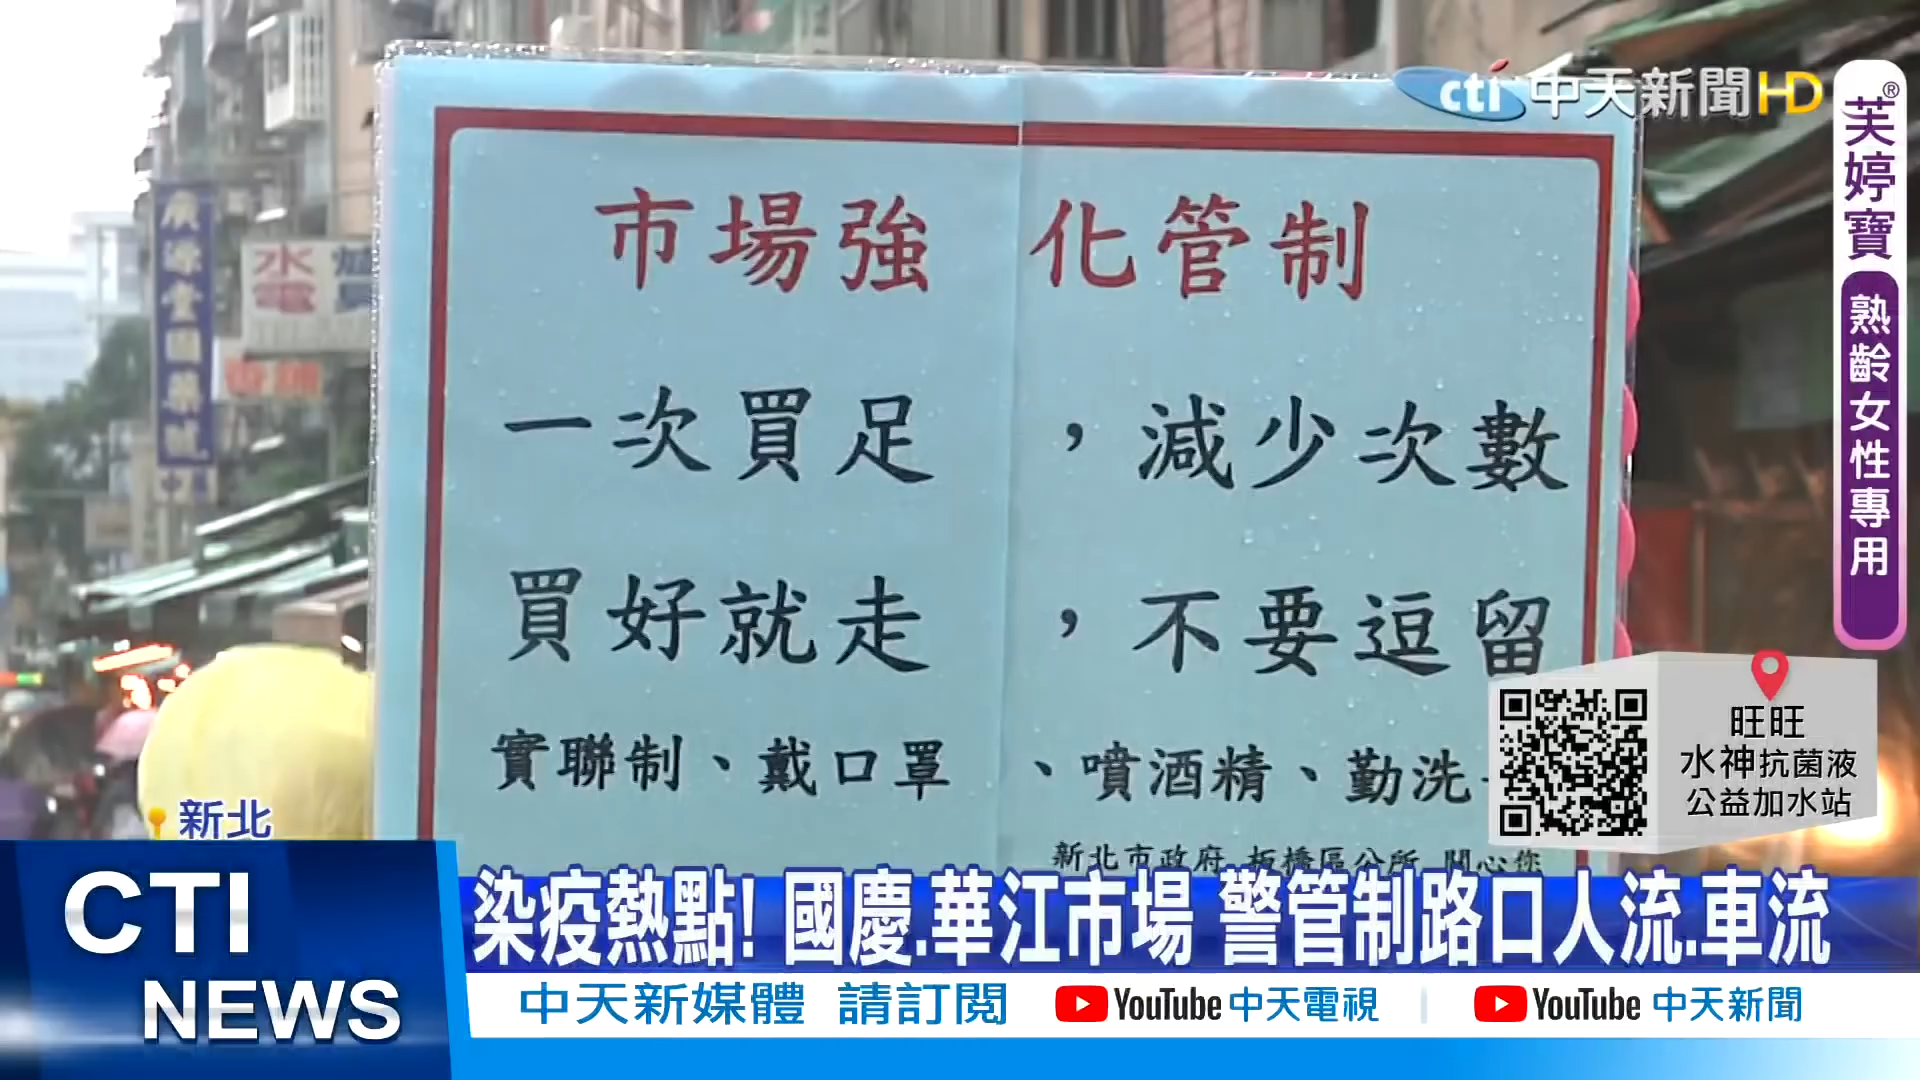 cti 中天新聞HD
芙婷寶®
熟齡女性專用
水電
市場強化管制
一次買足，減少次數
買好就走，不要逗留
實聯制、戴口罩、噴酒精、勤洗
新北市政府 板橋區公所 關心您
旺旺
水神抗菌液
公益加水站
新北
CTI
NEWS
染疫熱點! 國慶.華江市場 警管制路口人流.車流
中天新媒體 請訂閱 YouTube 中天電視 | YouTube 中天新聞